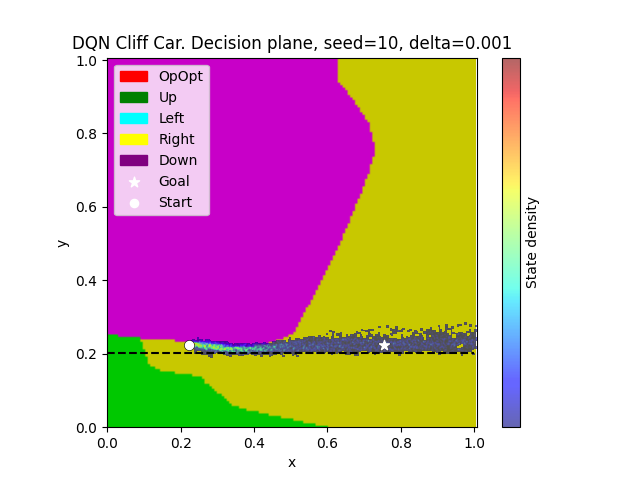 DQN Cliff Car. Decision plane, seed=10, delta=0.001
1.0
0.8
0.6
0.4
0.2
0.0
y
OpOpt
Up
Left
Right
Down
Goal
Start
0.0 0.2 0.4 0.6 0.8 1.0
x
State density